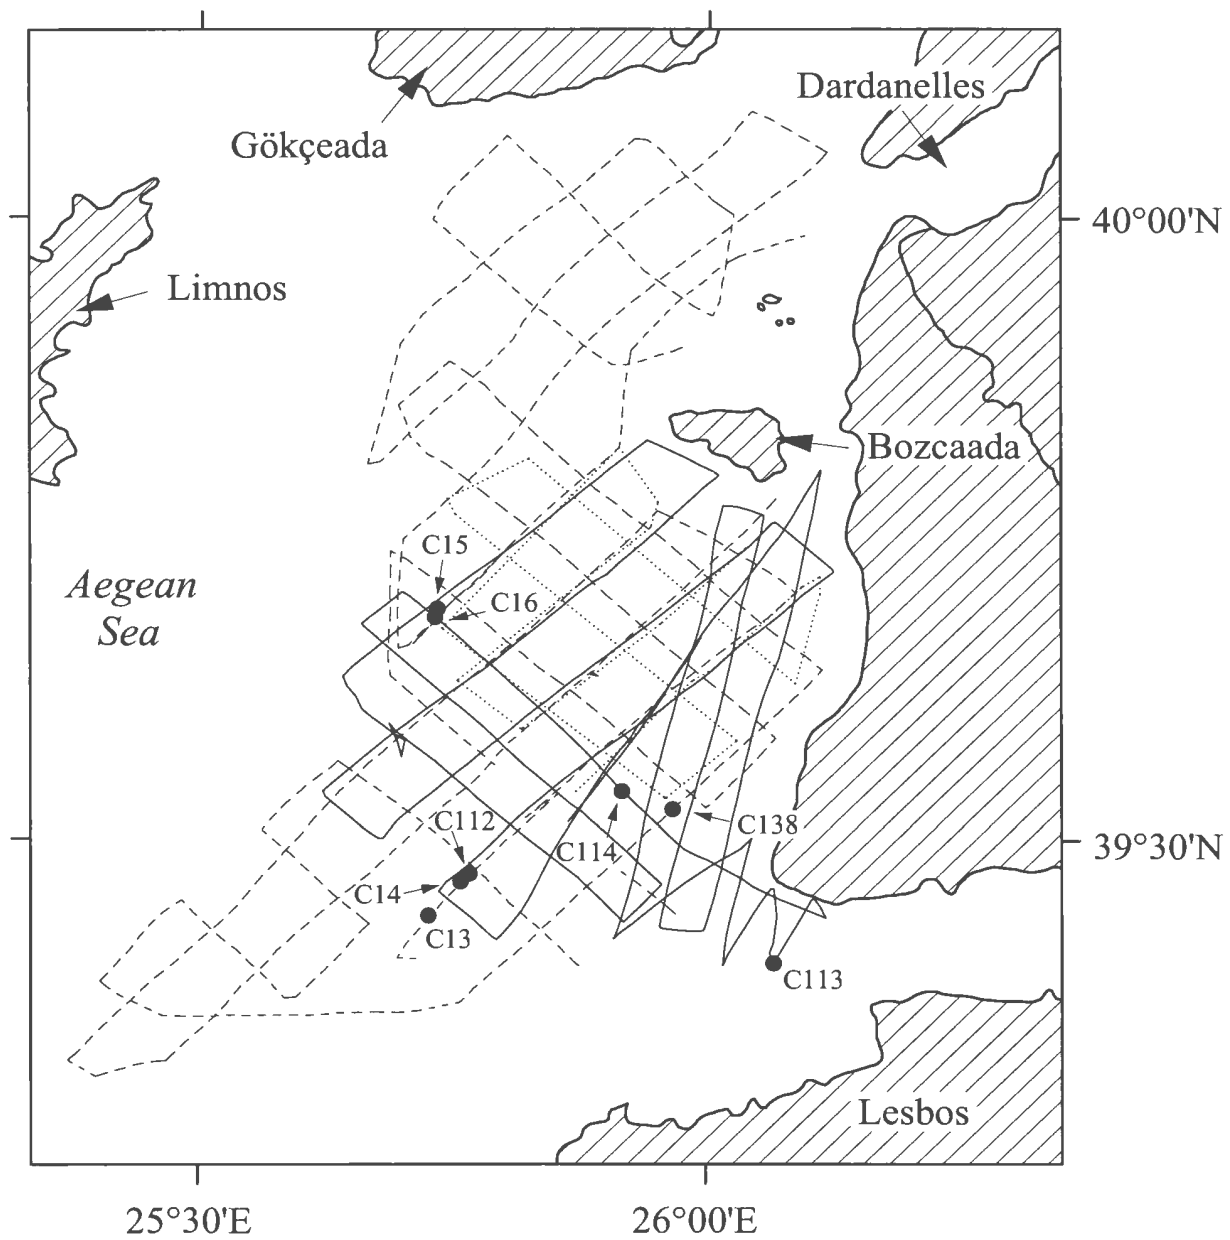 Dardanelles
Gökçeada
40°00'N
Limnos
Bozcaada
C15
Aegean
Sea
C16
C112
C138
39°30'N
C114
C14
C13
C113
Lesbos
25°30'E
26°00'E